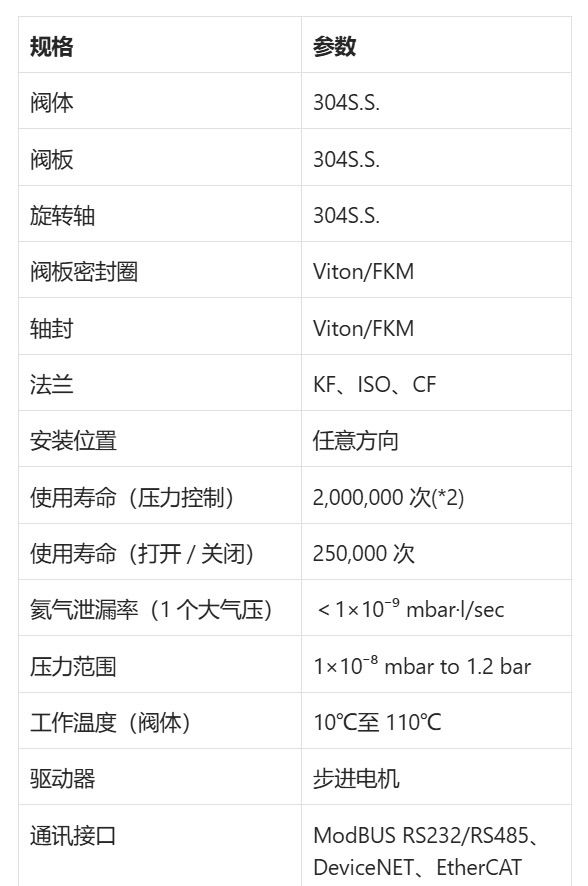 规格 参数
阀体 304S.S.
阀板 304S.S.
旋转轴 304S.S.
阀板密封圈 Viton/FKM
轴封 Viton/FKM
法兰 KF、ISO、CF
安装位置 任意方向
使用寿命（压力控制） 2,000,000 次(*2)
使用寿命（打开 / 关闭） 250,000 次
氦气泄漏率（1 个大气压） ＜1×10⁻⁹ mbar·l/sec
压力范围 1×10⁻⁸ mbar to 1.2 bar
工作温度（阀体） 10℃至 110℃
驱动器 步进电机
通讯接口 ModBUS RS232/RS485、
DeviceNET、EtherCAT